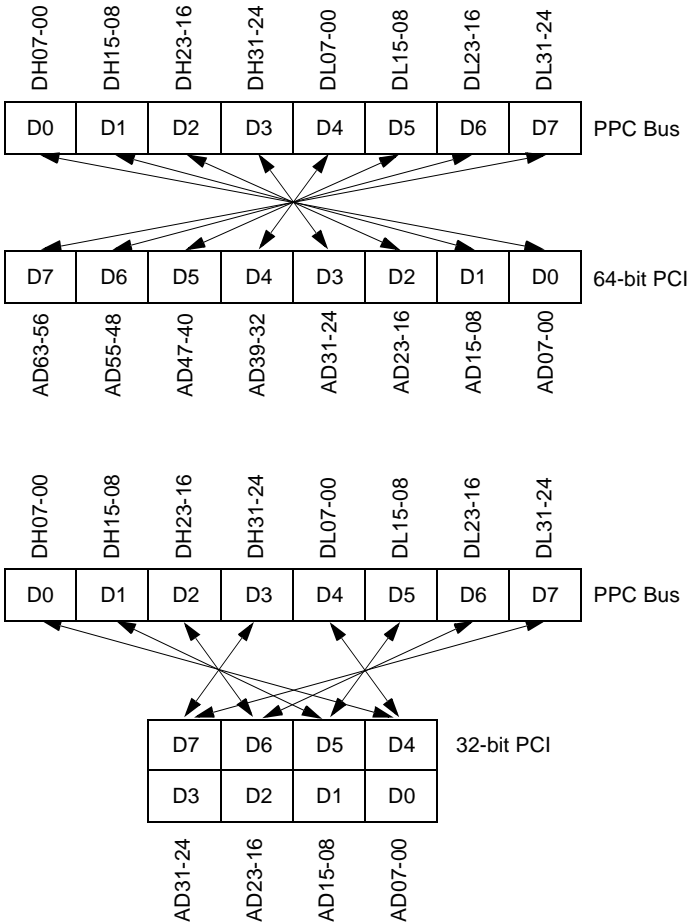 DH07-00 DH15-08 DH23-16 DH31-24 DL07-00 DL15-08 DL23-16 DL31-24
D0 D1 D2 D3 D4 D5 D6 D7 PPC Bus
D7 D6 D5 D4 D3 D2 D1 D0 64-bit PCI
AD63-56 AD55-48 AD47-40 AD39-32 AD31-24 AD23-16 AD15-08 AD07-00
DH07-00 DH15-08 DH23-16 DH31-24 DL07-00 DL15-08 DL23-16 DL31-24
D0 D1 D2 D3 D4 D5 D6 D7 PPC Bus
D7 D6 D5 D4 32-bit PCI
D3 D2 D1 D0
AD31-24 AD23-16 AD15-08 AD07-00